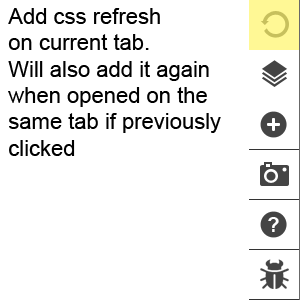 Add css refresh
on current tab.
Will also add it again
when opened on the
same tab if previously
clicked
?